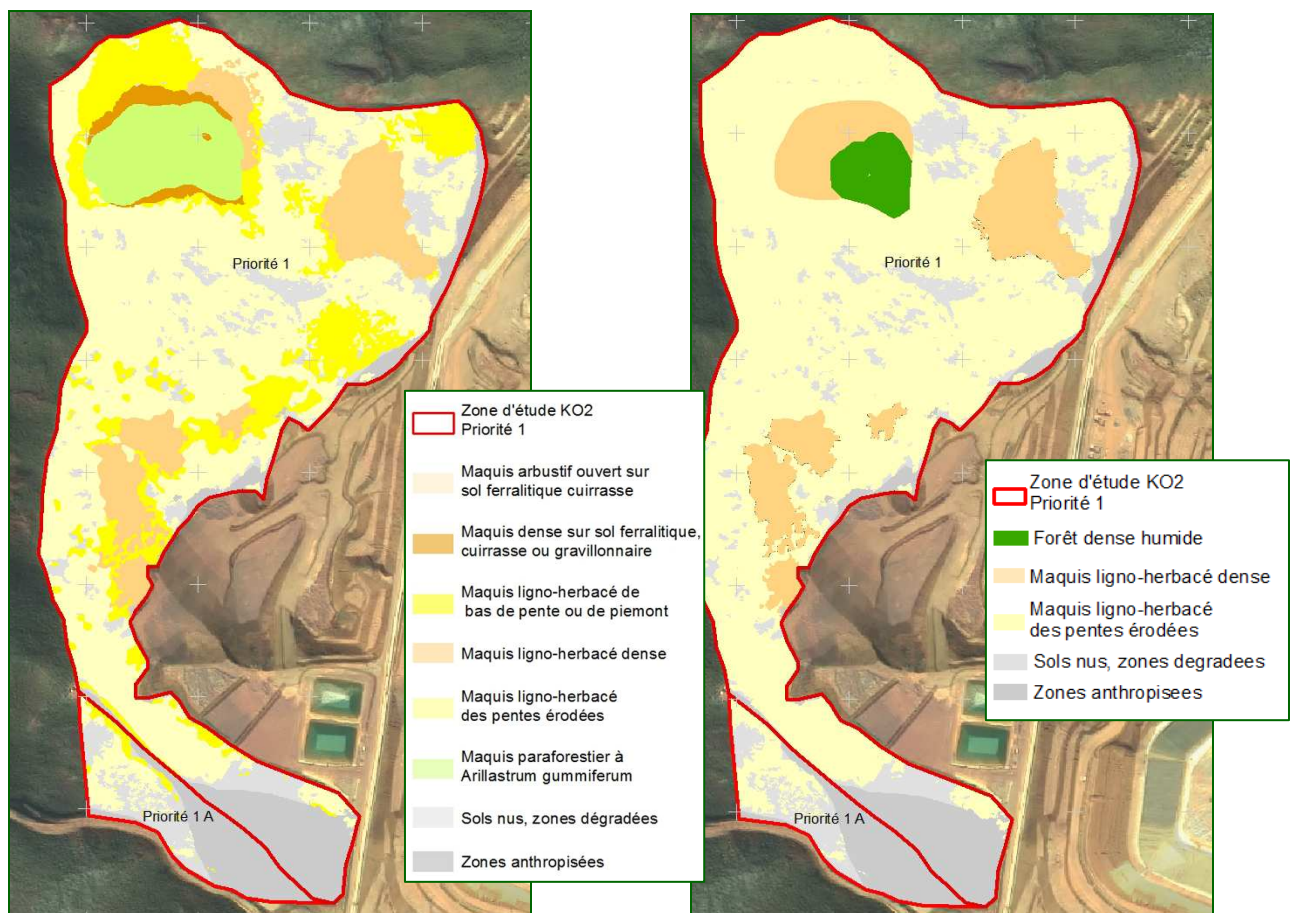 Priorité 1
Priorité 1 A
Zone d'étude KO2
Priorité 1
Maquis arbustif ouvert sur
sol ferralitique cuirrasse
Maquis dense sur sol ferralitique,
cuirrasse ou gravillonnaire
Maquis ligno-herbacé de
bas de pente ou de piemont
Maquis ligno-herbacé dense
Maquis ligno-herbacé
des pentes érodées
Maquis paraforestier à
Arillastrum gummiferum
Sols nus, zones dégradées
Zones anthropisées
Priorité 1
Priorité 1 A
Zone d'étude KO2
Priorité 1
Forêt dense humide
Maquis ligno-herbacé dense
Maquis ligno-herbacé
des pentes érodées
Sols nus, zones dégradees
Zones anthropisees